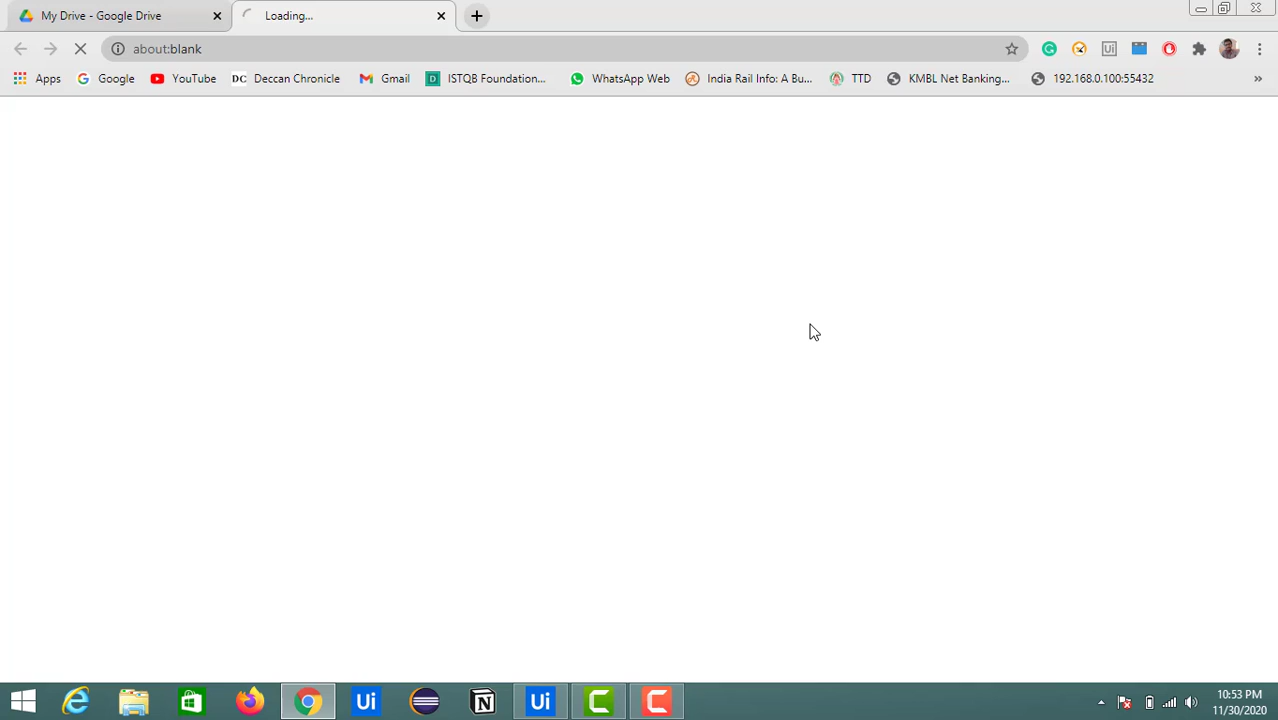 My Drive - Google Drive
Loading...
about:blank
Ui
Apps
Google
YouTube
DC Deccan Chronicle
Gmail
D ISTQB Foundation...
WhatsApp Web
India Rail Info: A Bu...
TTD
KMBL Net Banking...
192.168.0.100:55432
»
Ui
N
Ui
C
C
10:53 PM
11/30/2020